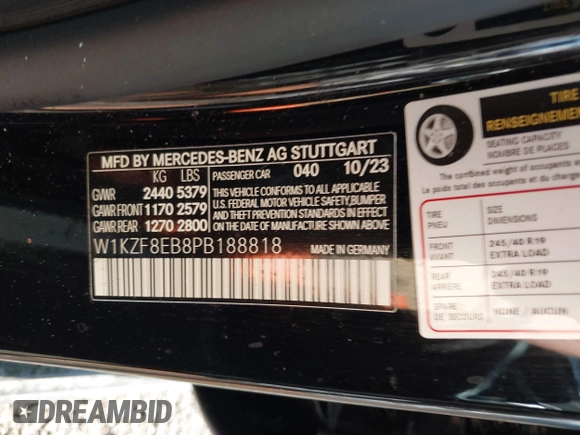 MFD BY MERCEDES-BENZ AG STUTTGART
KG LBS PASSENGER CAR 040 10/23
GVWR 2440 5379
GAWR FRONT 1170 2579
GAWR REAR 1270 2800
THIS VEHICLE CONFORMS TO ALL APPLICABLE
U.S. FEDERAL MOTOR VEHICLE SAFETY, BUMPER
AND THEFT PREVENTION STANDARDS IN EFFECT
ON THE DATE OF MANUFACTURE SHOWN ABOVE
W1KZF8EB8PB188818
MADE IN GERMANY
TIRE
RENSEIGNEMENT
SEATING CAPACITY
NOMBRE DE PLACES
The combined weight of occupants
Le poids total des occupants et du charge
TIRE
PNEU
SIZE
DIMENSIONS
FRONT
AVANT
245/40 R19
EXTRA LOAD
REAR
ARRIÈRE
245/40 R19
EXTRA LOAD
SPARE
DE SECOURS
NONE / AUCUN
DREAMBID